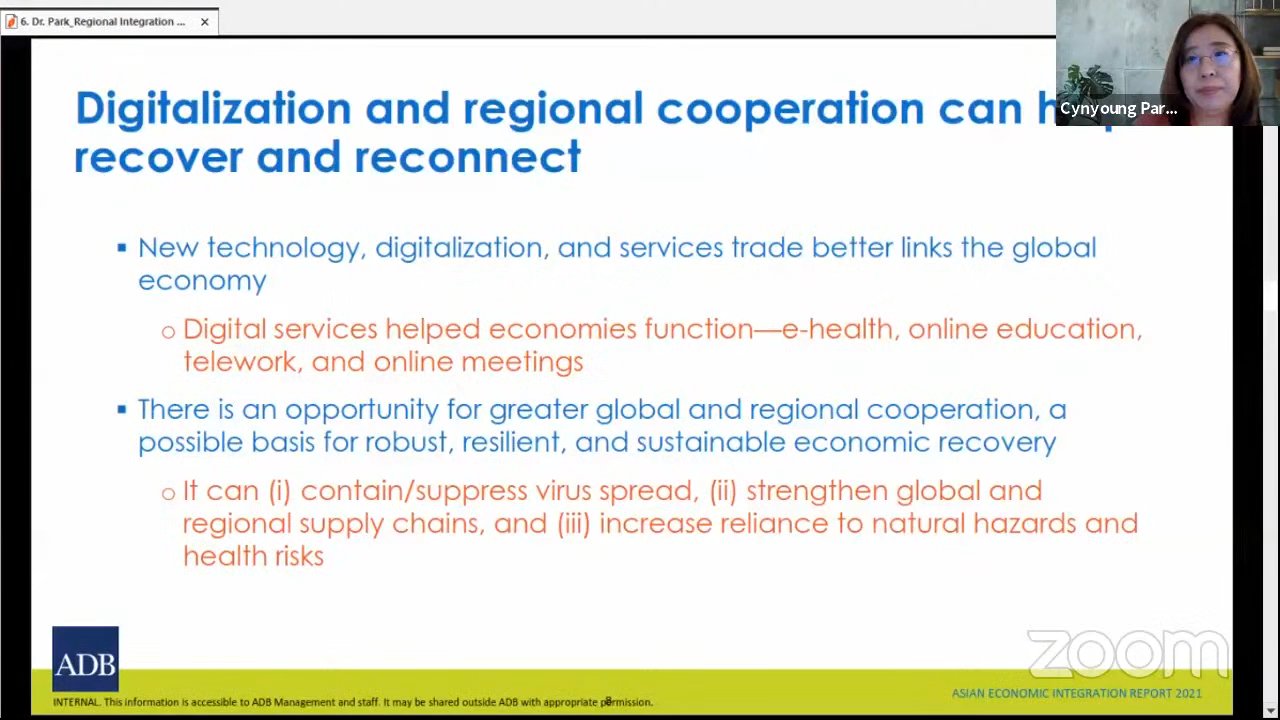 6. Dr. Park_Regional Integration ...
Cynyoung Par...
Digitalization and regional cooperation can
recover and reconnect
▪ New technology, digitalization, and services trade better links the global
economy
o Digital services helped economies function—e-health, online education,
telework, and online meetings
▪ There is an opportunity for greater global and regional cooperation, a
possible basis for robust, resilient, and sustainable economic recovery
o It can (i) contain/suppress virus spread, (ii) strengthen global and
regional supply chains, and (iii) increase reliance to natural hazards and
health risks
ADB
zoom
INTERNAL. This information is accessible to ADB Management and staff. It may be shared outside ADB with appropriate permission.
8
ASIAN ECONOMIC INTEGRATION REPORT 2021